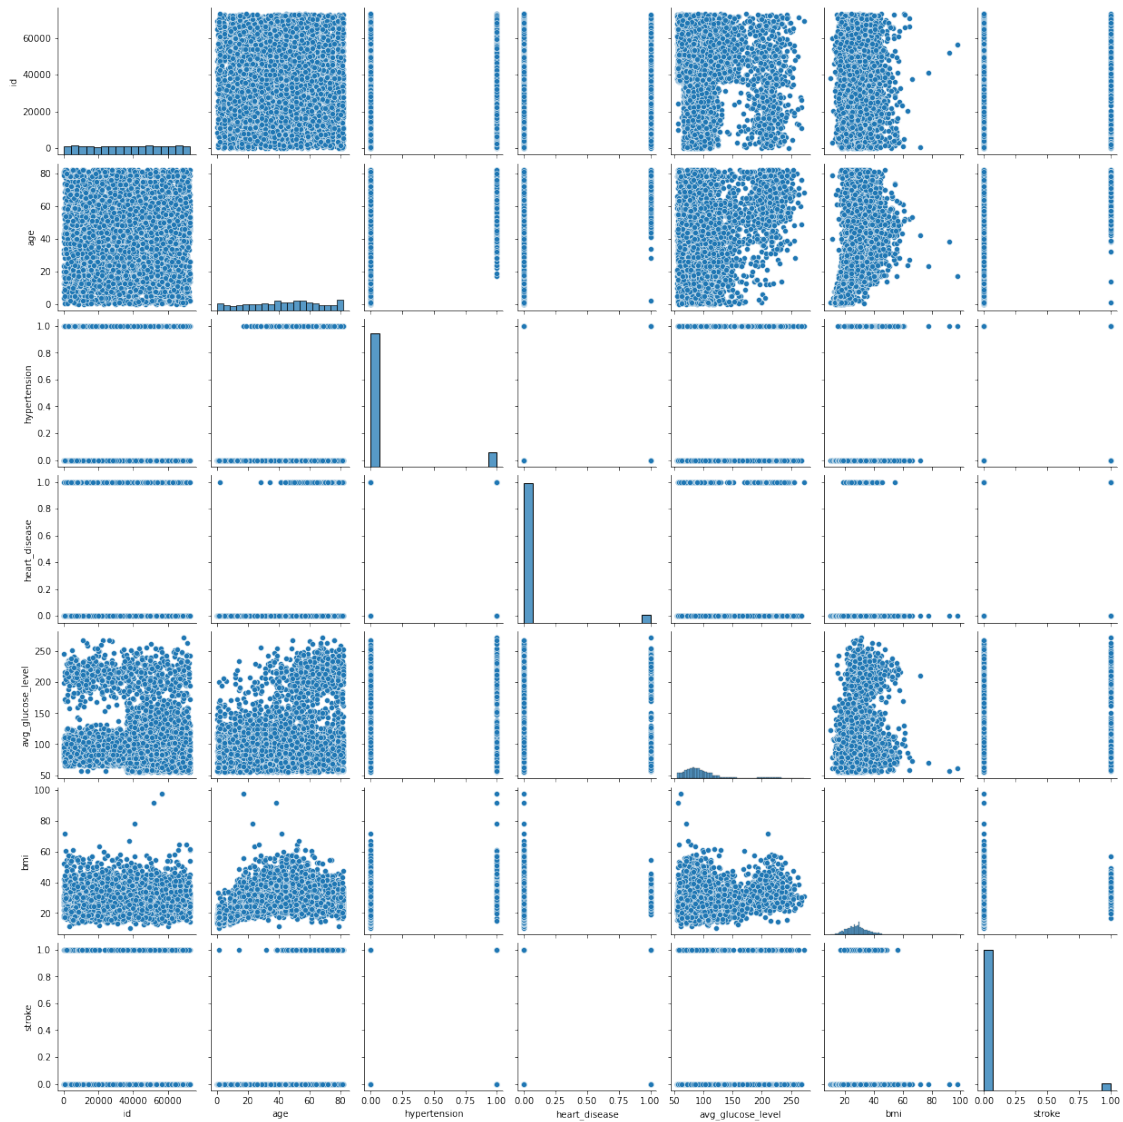 60000
40000
20000
0
id
80
60
40
20
0
age
1.0
0.8
0.6
0.4
0.2
0.0
hypertension
1.0
0.8
0.6
0.4
0.2
0.0
heart_disease
250
200
150
100
50
avg_glucose_level
100
80
60
40
20
bmi
1.0
0.8
0.6
0.4
0.2
0.0
stroke
0 20000 40000 60000
0 20 40 60 80
0.00 0.25 0.50 0.75 1.00
0.00 0.25 0.50 0.75 1.00
50 100 150 200 250
20 40 60 80 100
0.00 0.25 0.50 0.75 1.00
id
age
hypertension
heart_disease
avg_glucose_level
bmi
stroke